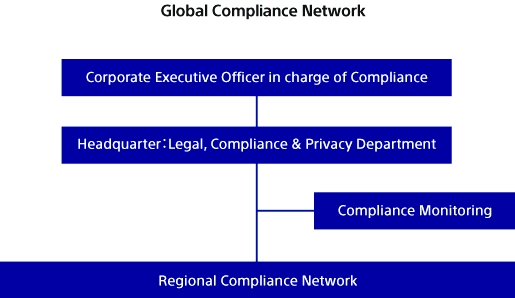 Global Compliance Network
Corporate Executive Officer in charge of Compliance
Headquarter：Legal, Compliance & Privacy Department
Compliance Monitoring
Regional Compliance Network